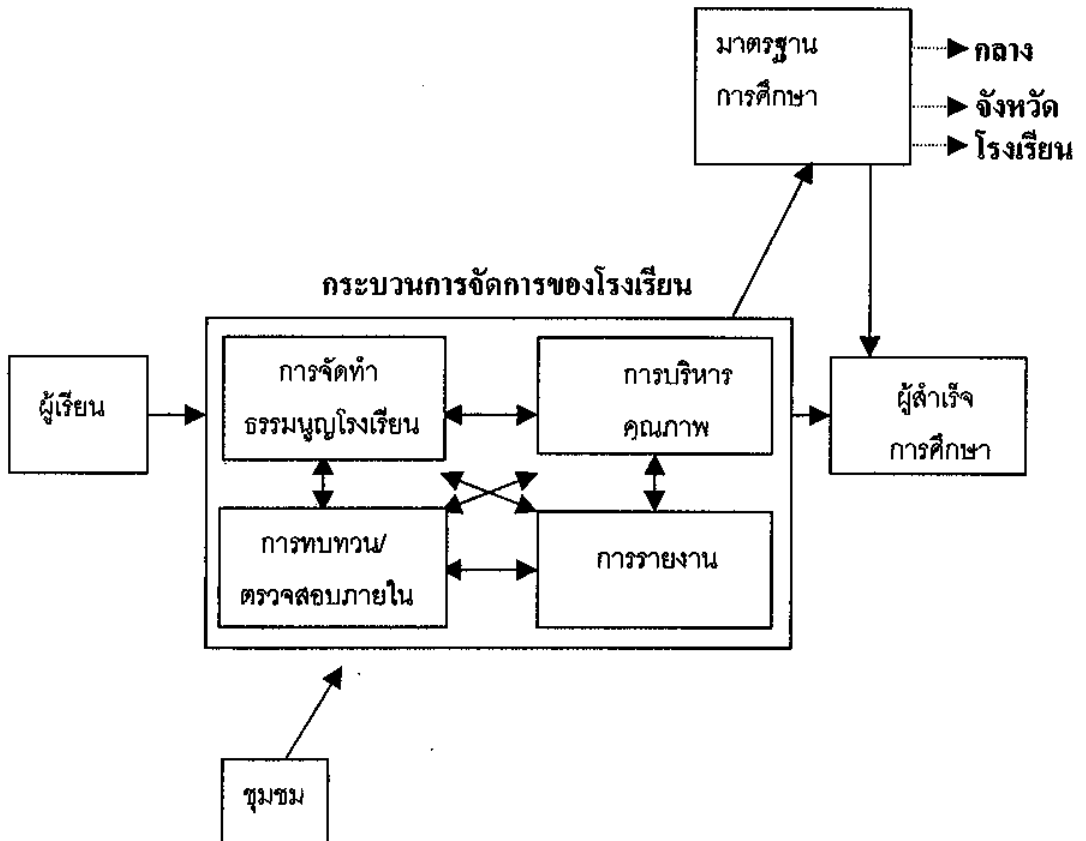 มาตรฐาน
การศึกษา
กลาง
จังหวัด
โรงเรียน
กระบวนการจัดการของโรงเรียน
ผู้เรียน
การจัดทำ
ธรรมนูญโรงเรียน
การบริหาร
คุณภาพ
ผู้สำเร็จ
การศึกษา
การทบทวน/
ตรวจสอบภายใน
การรายงาน
ชุมชม